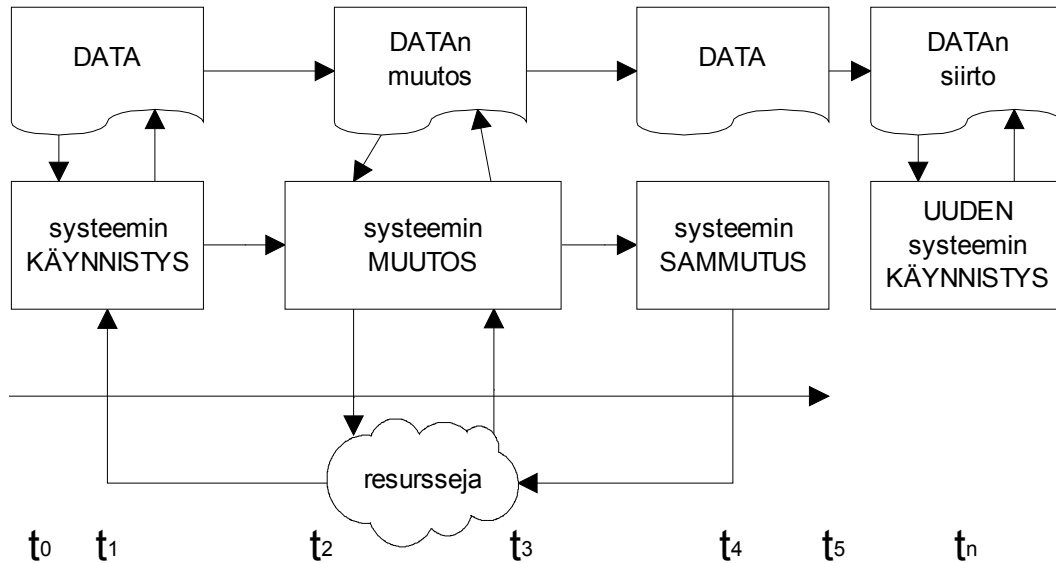 DATA
DATAn
muutos
DATA
DATAn
siirto
systeemin
KÄYNNISTYS
systeemin
MUUTOS
systeemin
SAMMUTUS
UUDEN
systeemin
KÄYNNISTYS
resursseja
t0 t1 t2 t3 t4 t5 tn